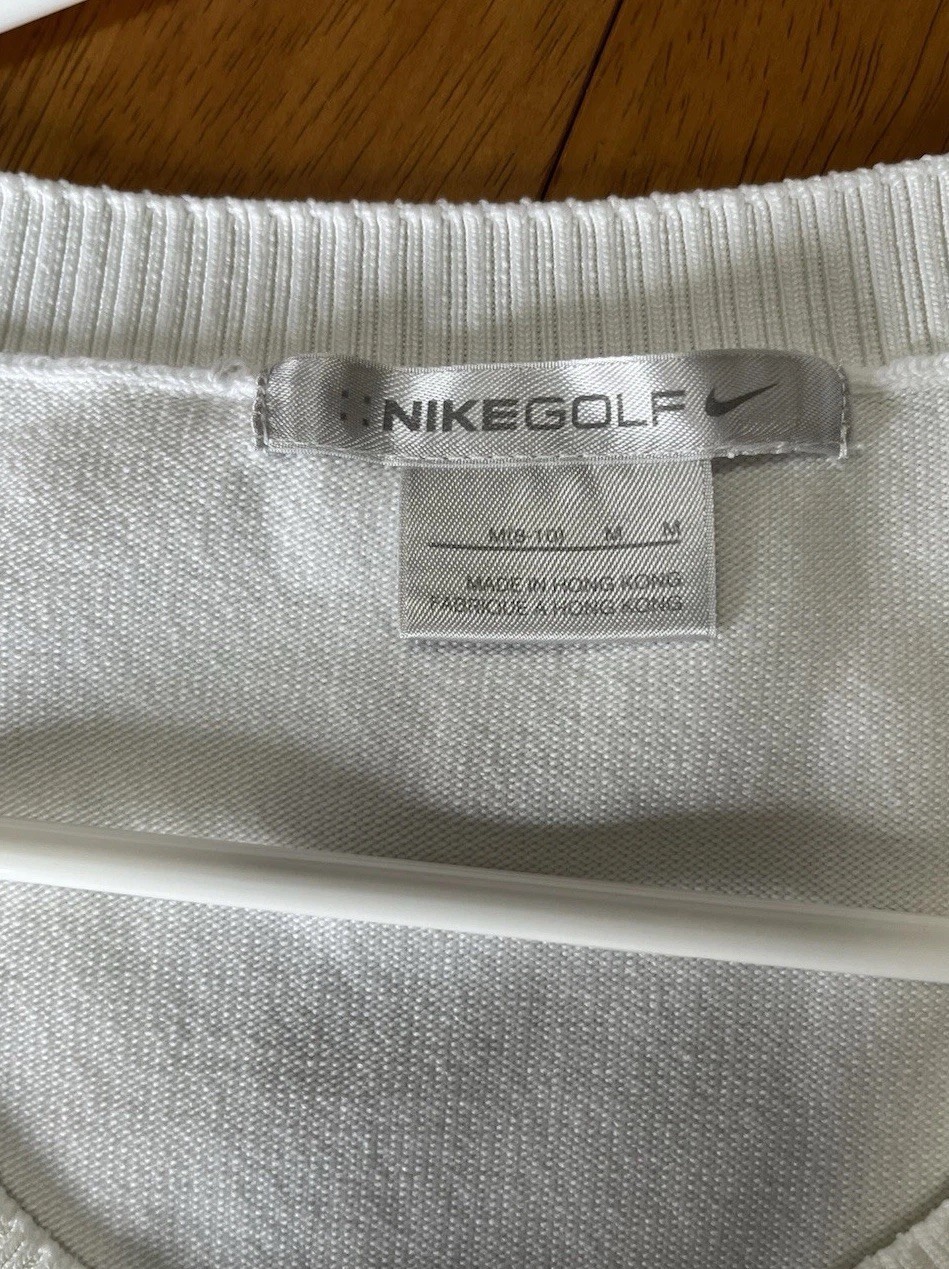 NIKEGOLF
M(8-10) M M
MADE IN HONG KONG
FABRIQUE A HONG KONG